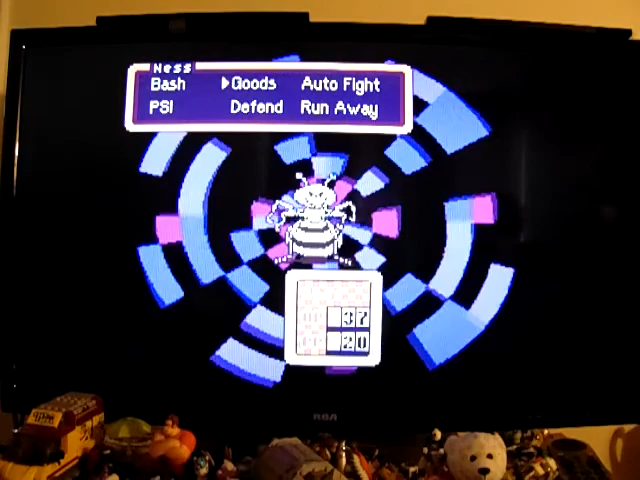 Ness
Bash Goods Auto Fight
PSI Defend Run Away
37
20
RCA